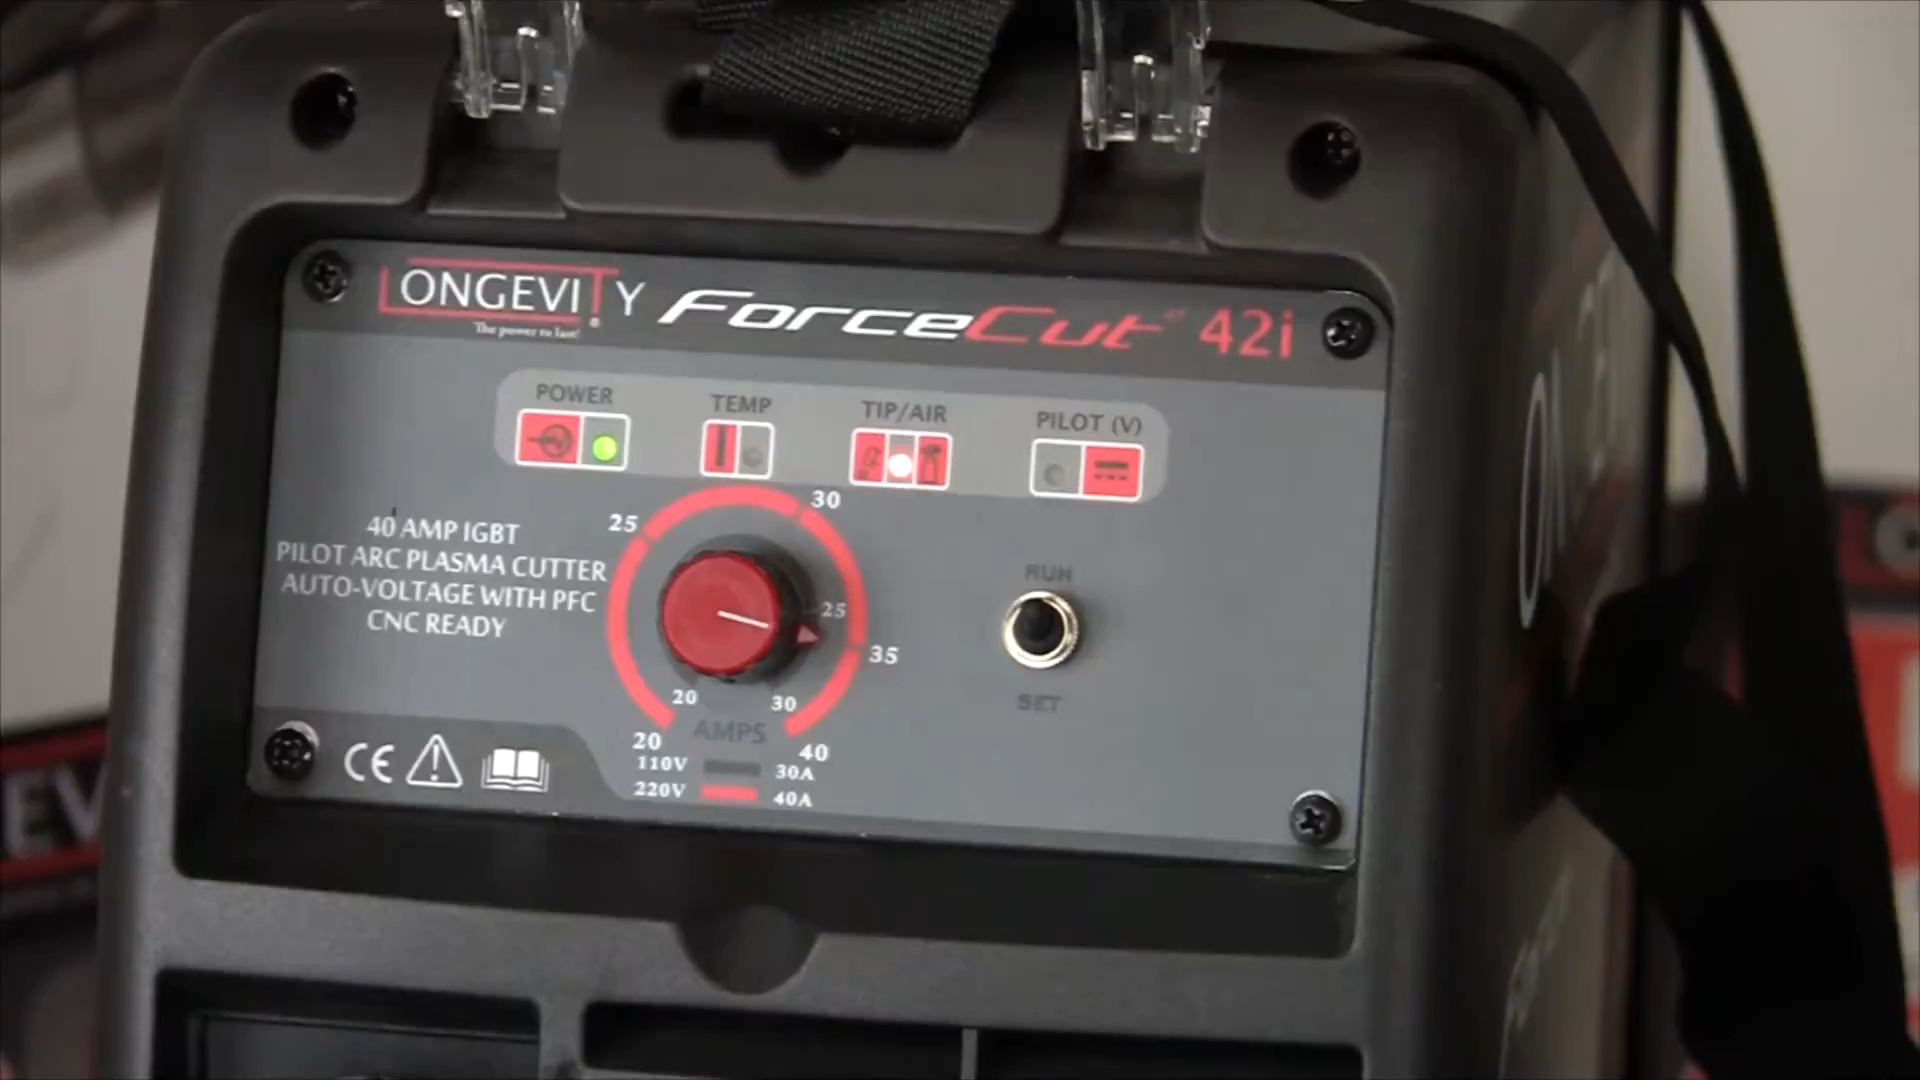 LONGEVITY ForceCut 42i
The power to last!
POWER TEMP TIP/AIR PILOT (V)
40 AMP IGBT
PILOT ARC PLASMA CUTTER
AUTO-VOLTAGE WITH PFC
CNC READY
25 30
25
35
20 30
AMPS
20 40
110V 30A
220V 40A
RUN
SET
CE
EV